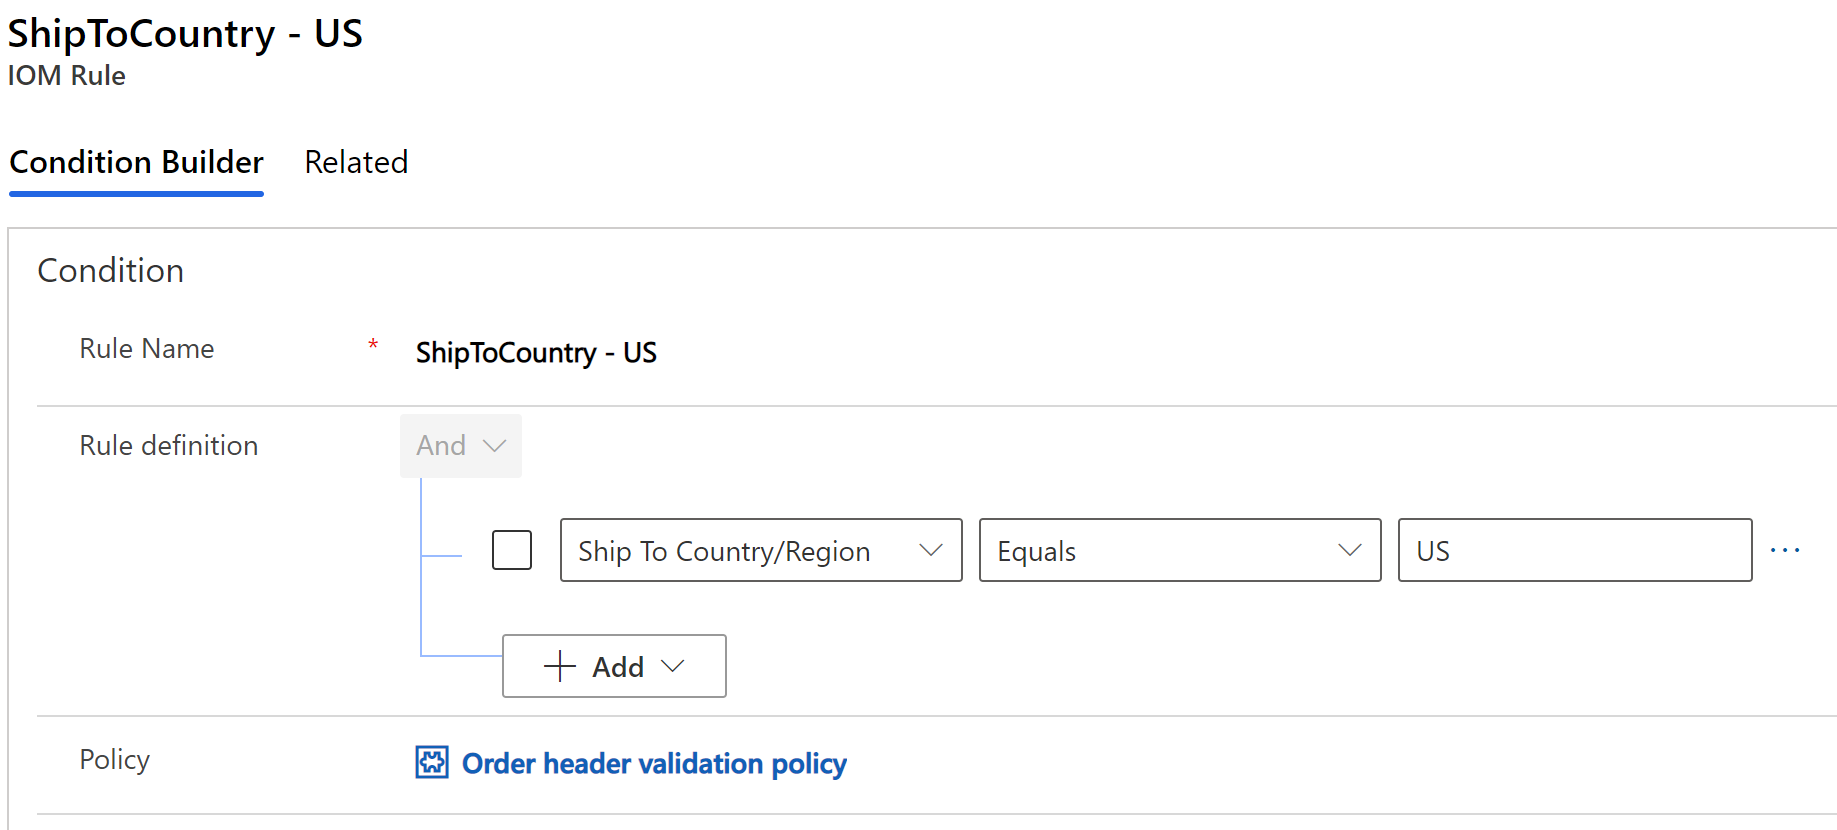 ShipToCountry - US
IOM Rule
Condition Builder Related
Condition
Rule Name * ShipToCountry - US
Rule definition And
Ship To Country/Region Equals US ...
+ Add
Policy Order header validation policy